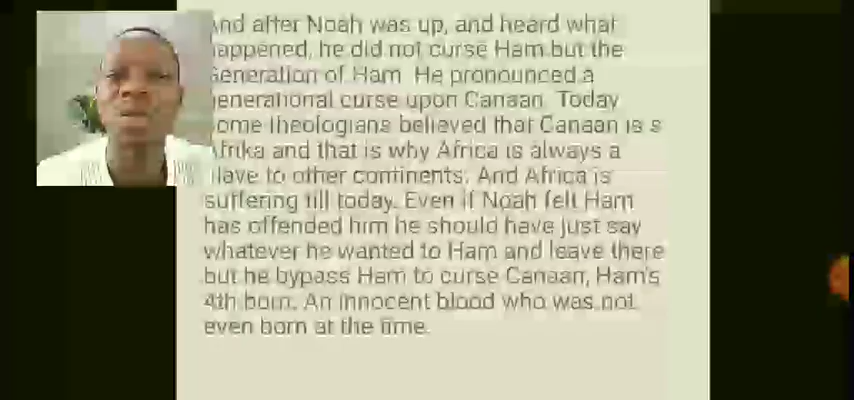 And after Noah was up, and heard what
happened, he did not curse Ham but the
Generation of Ham. He pronounced a
generational curse upon Canaan. Today
some theologians believed that Canaan is s
Afrika and that is why Africa is always a
slave to other continents. And Africa is
suffering till today. Even if Noah felt Ham
has offended him he should have just say
whatever he wanted to Ham and leave there
but he bypass Ham to curse Canaan, Ham's
4th born. An innocent blood who was not
even born at the time.